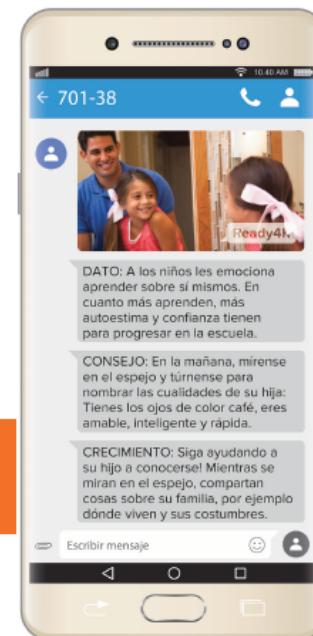 10.40 AM
701-38
Ready4K
DATO: A los niños les emociona
aprender sobre sí mismos. En
cuanto más aprenden, más
autoestima y confianza tienen
para progresar en la escuela.
CONSEJO: En la mañana, mírense
en el espejo y túrnense para
nombrar las cualidades de su hija:
Tienes los ojos de color café, eres
amable, inteligente y rápida.
CRECIMIENTO: Siga ayudando a
su hijo a conocerse! Mientras se
miran en el espejo, compartan
cosas sobre su familia, por ejemplo
dónde viven y sus costumbres.
Escribir mensaje